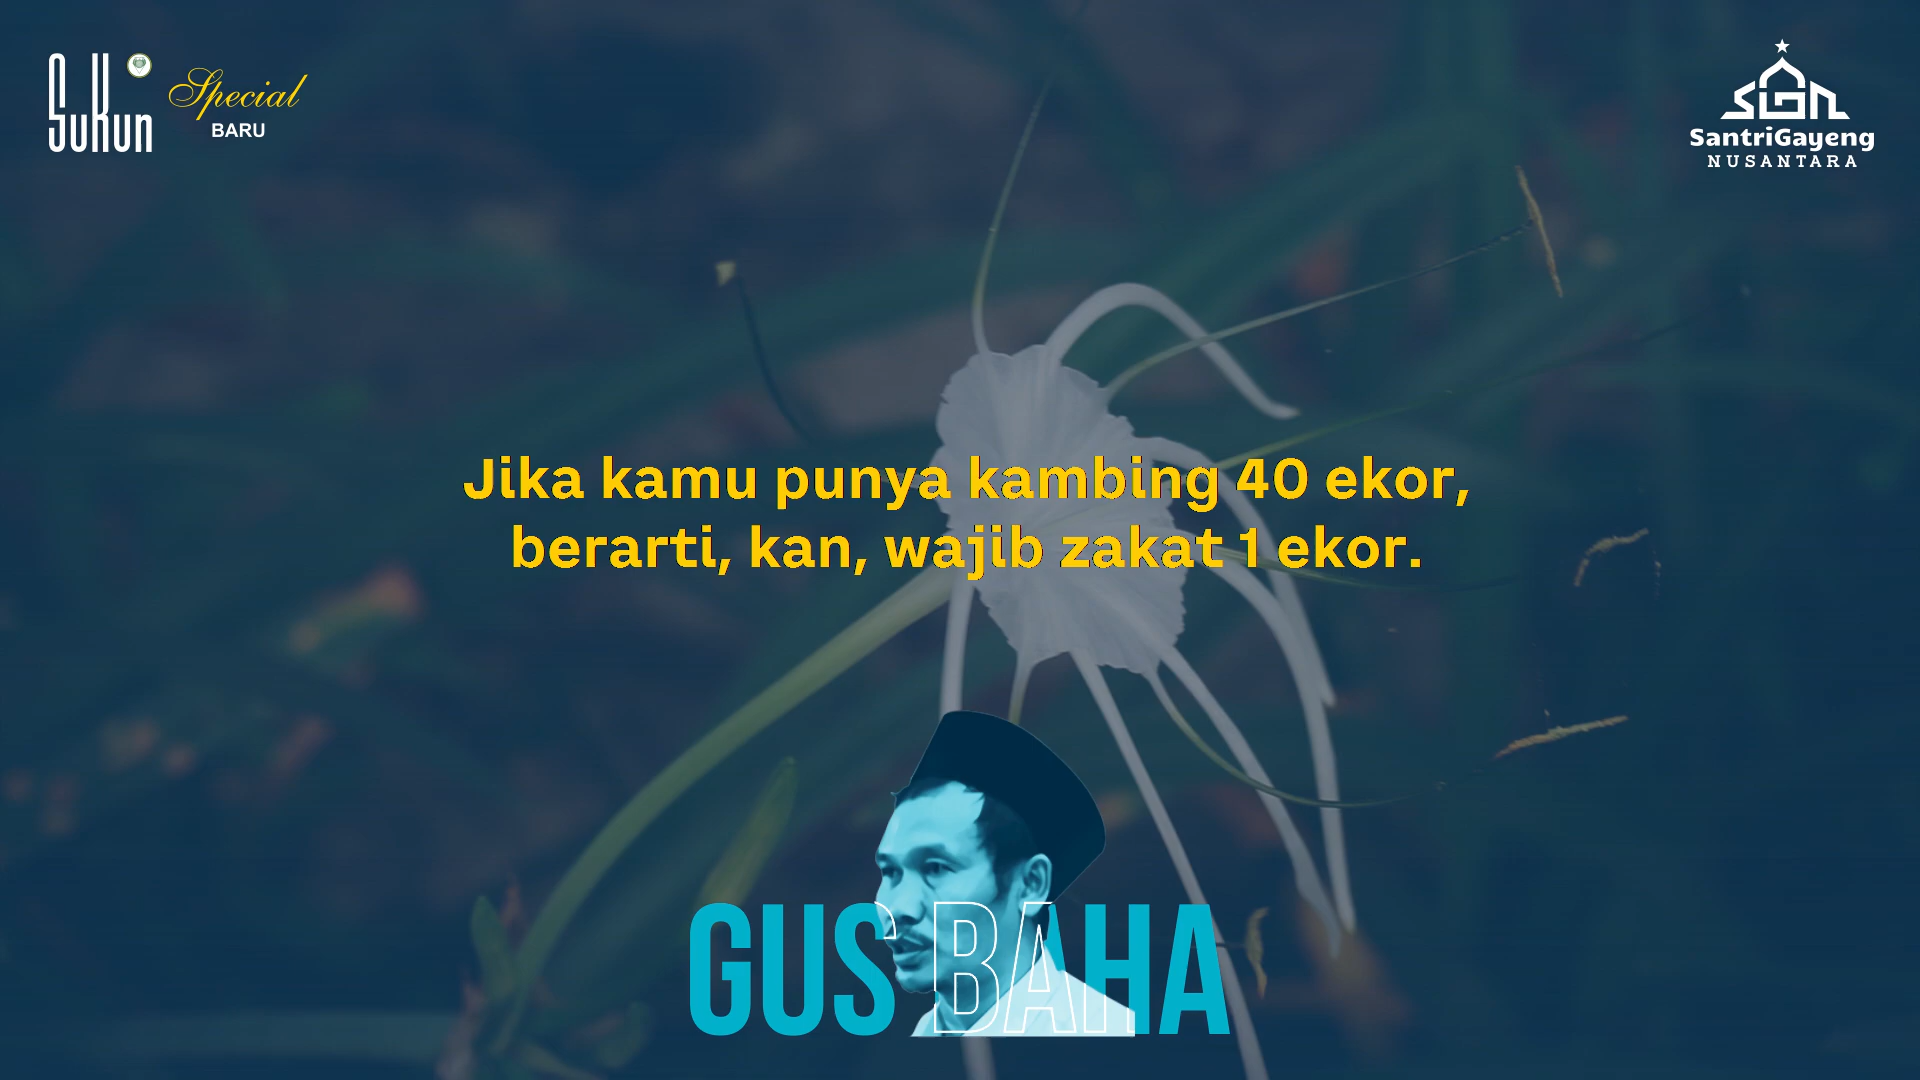 Sukun
Special
BARU
SIGN
SantriGayeng
NUSANTARA
Jika kamu punya kambing 40 ekor,
berarti, kan, wajib zakat 1 ekor.
GUS BAHA